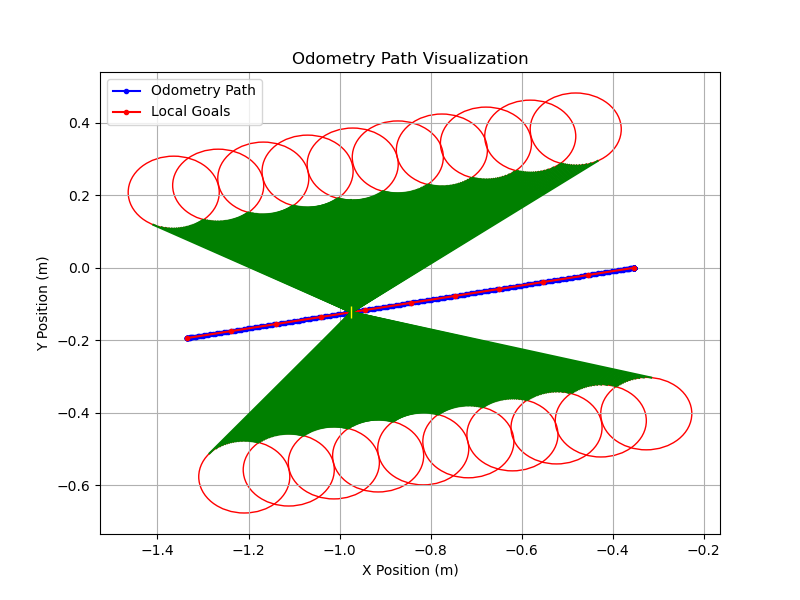 Odometry Path Visualization
Odometry Path
Local Goals
0.4
0.2
0.0
−0.2
−0.4
−0.6
Y Position (m)
−1.4 −1.2 −1.0 −0.8 −0.6 −0.4 −0.2
X Position (m)